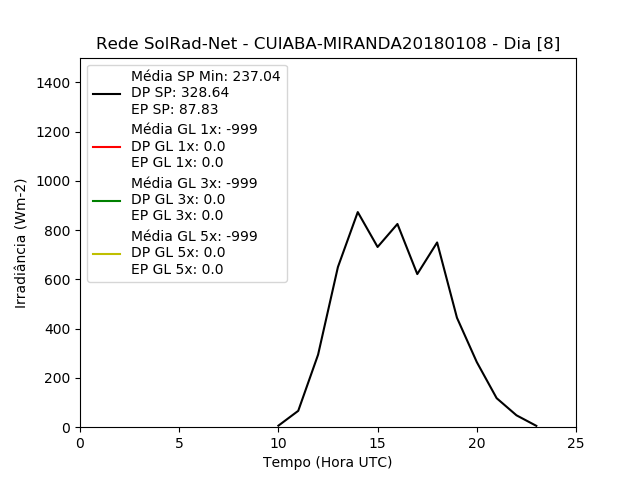 Rede SolRad-Net - CUIABA-MIRANDA20180108 - Dia [8]
Média SP Min: 237.04
DP SP: 328.64
EP SP: 87.83
Média GL 1x: -999
DP GL 1x: 0.0
EP GL 1x: 0.0
Média GL 3x: -999
DP GL 3x: 0.0
EP GL 3x: 0.0
Média GL 5x: -999
DP GL 5x: 0.0
EP GL 5x: 0.0
Irradiância (Wm-2)
1400
1200
1000
800
600
400
200
0
0 5 10 15 20 25
Tempo (Hora UTC)